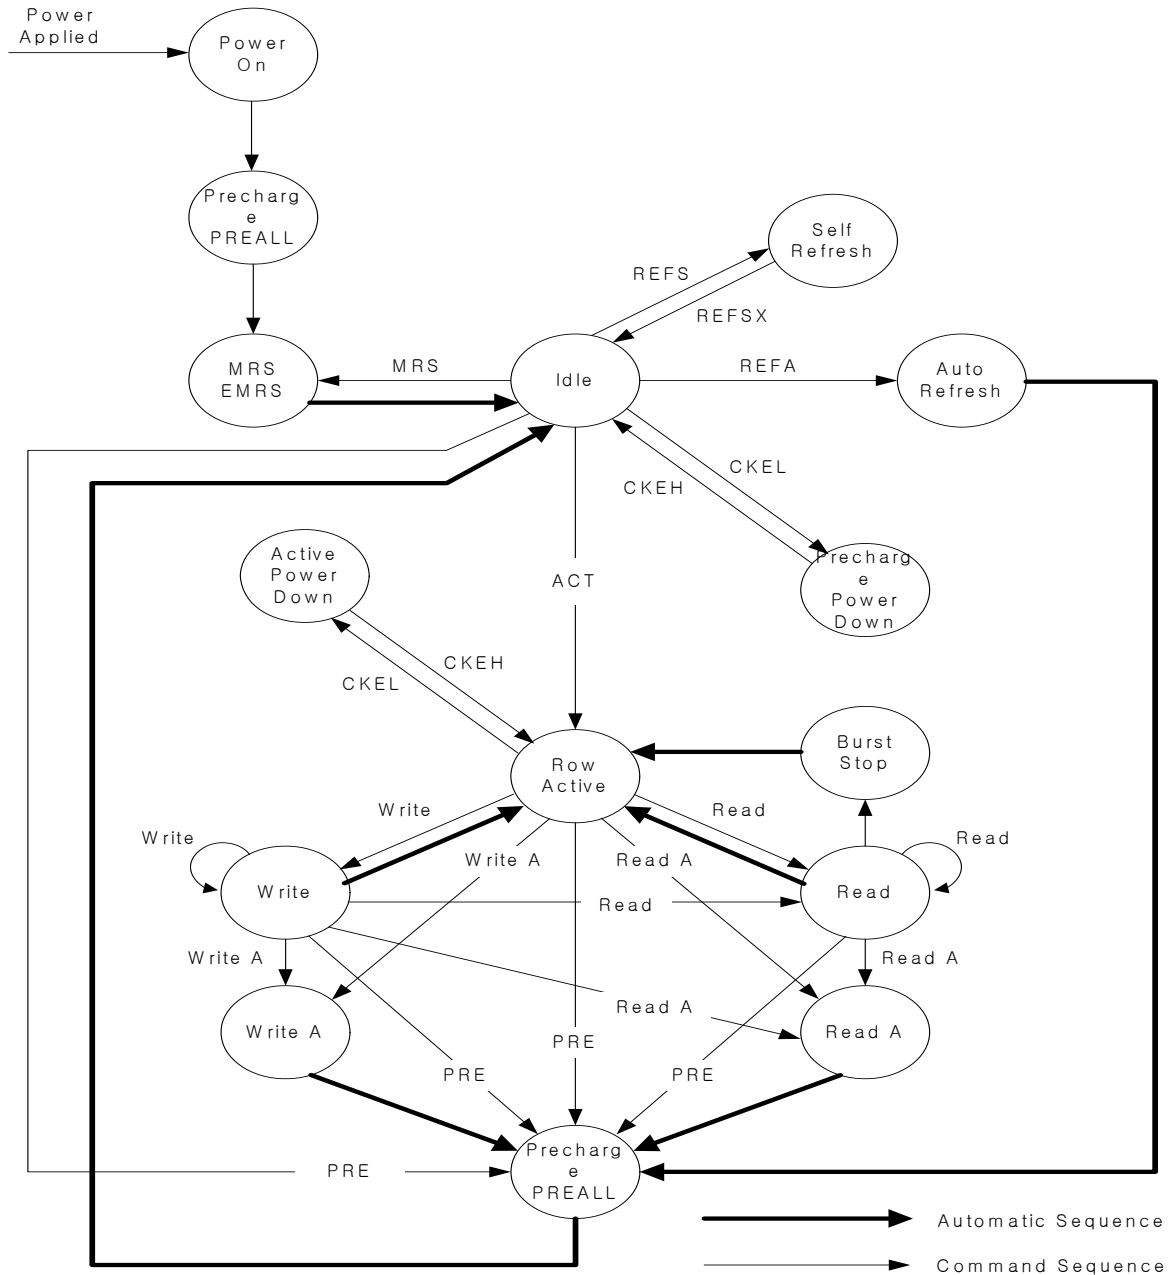 Power
Applied
Power
On
Precharg
e
PREALL
Self
Refresh
REFS
REFSX
MRS
EMRS
MRS
Idle
REFA
Auto
Refresh
CKEL
CKEH
Active
Power
Down
ACT
Precharg
e
Power
Down
CKEH
CKEL
Burst
Stop
Row
Active
Write
Read
Write
Write A
Read A
Read
Write
Read
Read
Write A
Read A
Read A
Write A
Read A
PRE
PRE
PRE
Precharg
e
PREALL
PRE
Automatic Sequence
Command Sequence